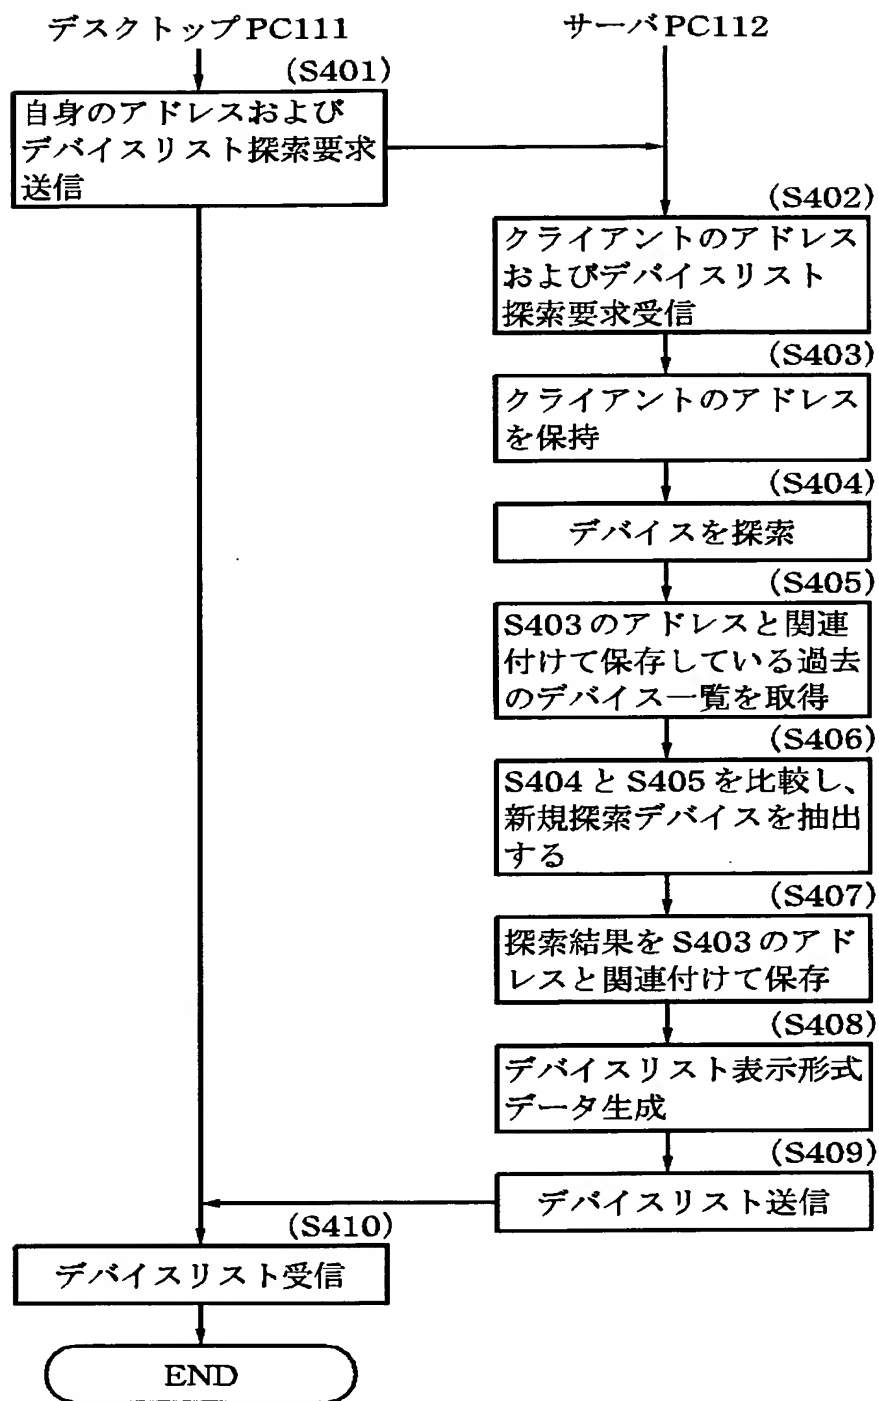 デスクトップPC111
サーバPC112
(S401)
自身のアドレスおよび
デバイスリスト探索要求
送信
(S402)
クライアントのアドレス
およびデバイスリスト
探索要求受信
(S403)
クライアントのアドレス
を保持
(S404)
デバイスを探索
(S405)
S403のアドレスと関連
付けて保存している過去
のデバイス一覧を取得
(S406)
S404とS405を比較し、
新規探索デバイスを抽出
する
(S407)
探索結果をS403のアド
レスと関連付けて保存
(S408)
デバイスリスト表示形式
データ生成
(S409)
デバイスリスト送信
(S410)
デバイスリスト受信
END